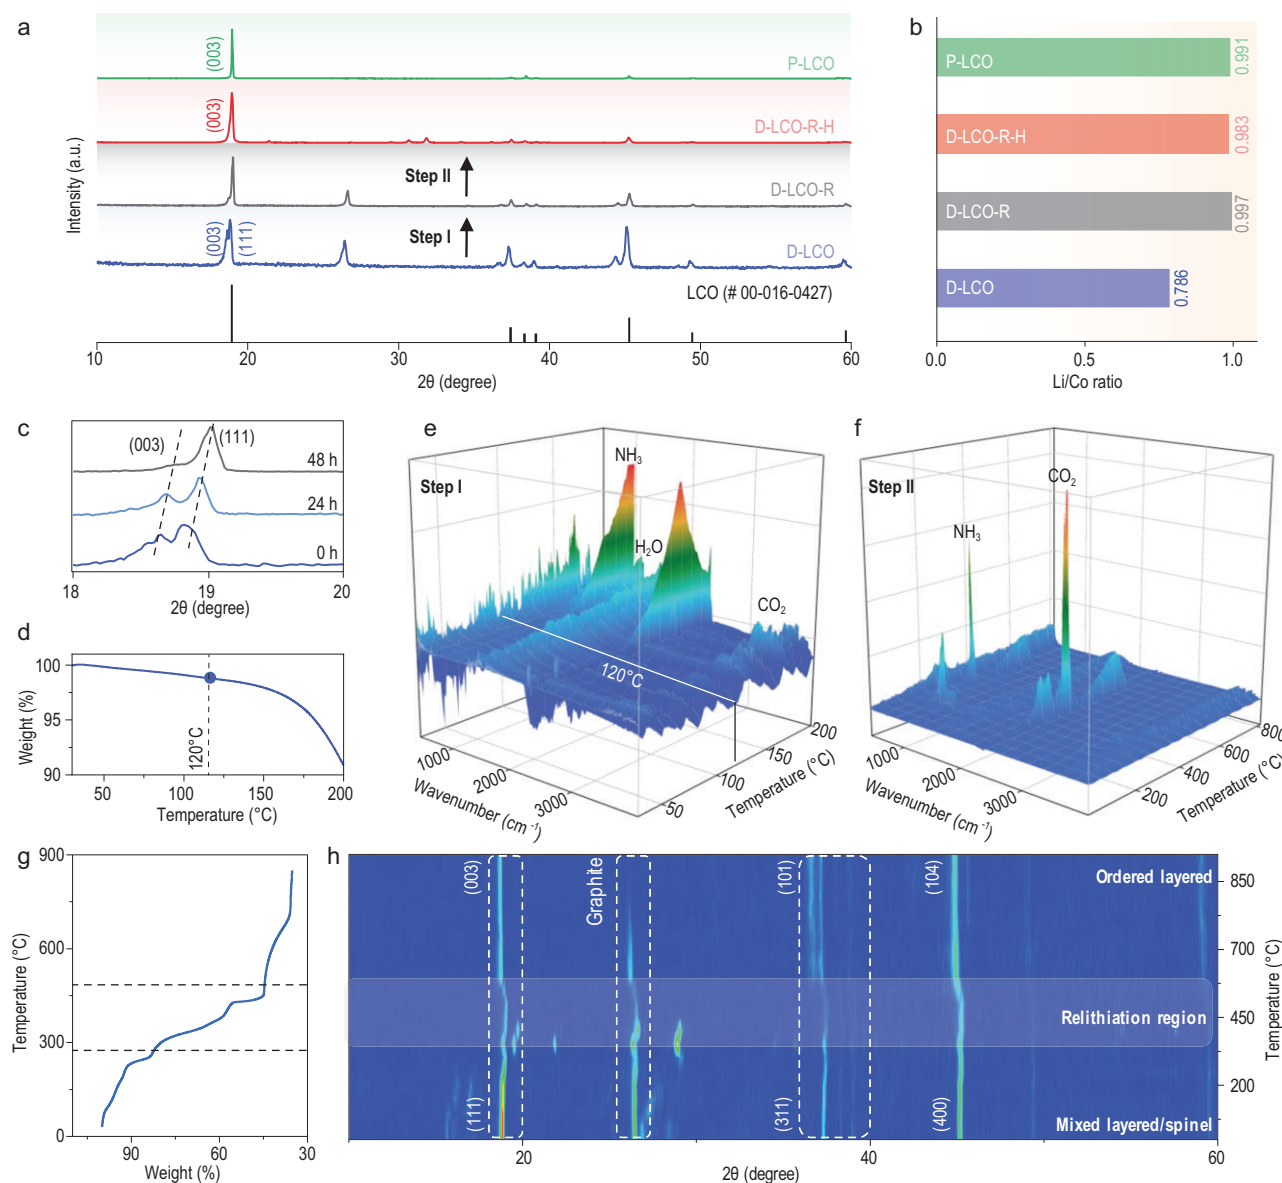 a
Intensity (a.u.)
(003)
P-LCO
(003)
D-LCO-R-H
Step II
D-LCO-R
(003)
(111)
Step I
D-LCO
LCO (# 00-016-0427)
10 20 30 40 50 60
2θ (degree)
b
P-LCO
0.991
D-LCO-R-H
0.983
D-LCO-R
0.997
D-LCO
0.786
0.0 0.5 1.0
Li/Co ratio
c
(003)
(111)
48 h
24 h
0 h
18 19 20
2θ (degree)
d
Weight (%)
100
95
90
120°C
50 100 150 200
Temperature (°C)
e
Step I
NH3
H2O
CO2
120°C
1000 2000 3000
Wavenumber (cm-1)
50 100 150 200
Temperature (°C)
f
Step II
NH3
CO2
1000 2000 3000
Wavenumber (cm-1)
200 400 600 800
Temperature (°C)
g
Temperature (°C)
900
600
300
0
90 60 30
Weight (%)
h
(003)
Graphite
(101)
(104)
Ordered layered
Relithiation region
(111)
(311)
(400)
Mixed layered/spinel
850
700
450
200
Temperature (°C)
20 40 60
2θ (degree)